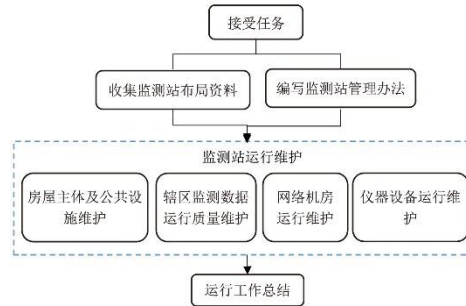 接受任务
收集监测站布局资料
编写监测站管理办法
监测站运行维护
房屋主体及公共设
施维护
辖区监测数据
运行质量维护
网络机房
运行维护
仪器设备运行维
护
运行工作总结